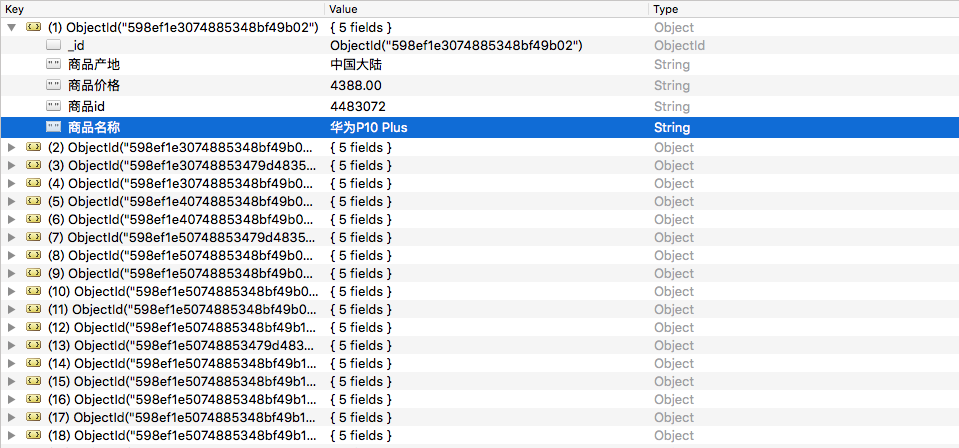 Key Value Type
(1) ObjectId("598ef1e3074885348bf49b02") { 5 fields } Object
_id ObjectId("598ef1e3074885348bf49b02") ObjectId
商品产地 中国大陆 String
商品价格 4388.00 String
商品id 4483072 String
商品名称 华为P10 Plus String
(2) ObjectId("598ef1e3074885348bf49b0... { 5 fields } Object
(3) ObjectId("598ef1e30748853479d4835... { 5 fields } Object
(4) ObjectId("598ef1e3074885348bf49b0... { 5 fields } Object
(5) ObjectId("598ef1e4074885348bf49b0... { 5 fields } Object
(6) ObjectId("598ef1e4074885348bf49b0... { 5 fields } Object
(7) ObjectId("598ef1e50748853479d4835... { 5 fields } Object
(8) ObjectId("598ef1e5074885348bf49b0... { 5 fields } Object
(9) ObjectId("598ef1e5074885348bf49b0... { 5 fields } Object
(10) ObjectId("598ef1e5074885348bf49b0... { 5 fields } Object
(11) ObjectId("598ef1e5074885348bf49b0... { 5 fields } Object
(12) ObjectId("598ef1e5074885348bf49b1... { 5 fields } Object
(13) ObjectId("598ef1e50748853479d483... { 5 fields } Object
(14) ObjectId("598ef1e5074885348bf49b1... { 5 fields } Object
(15) ObjectId("598ef1e5074885348bf49b1... { 5 fields } Object
(16) ObjectId("598ef1e5074885348bf49b1... { 5 fields } Object
(17) ObjectId("598ef1e5074885348bf49b1... { 5 fields } Object
(18) ObjectId("598ef1e5074885348bf49b1... { 5 fields } Object